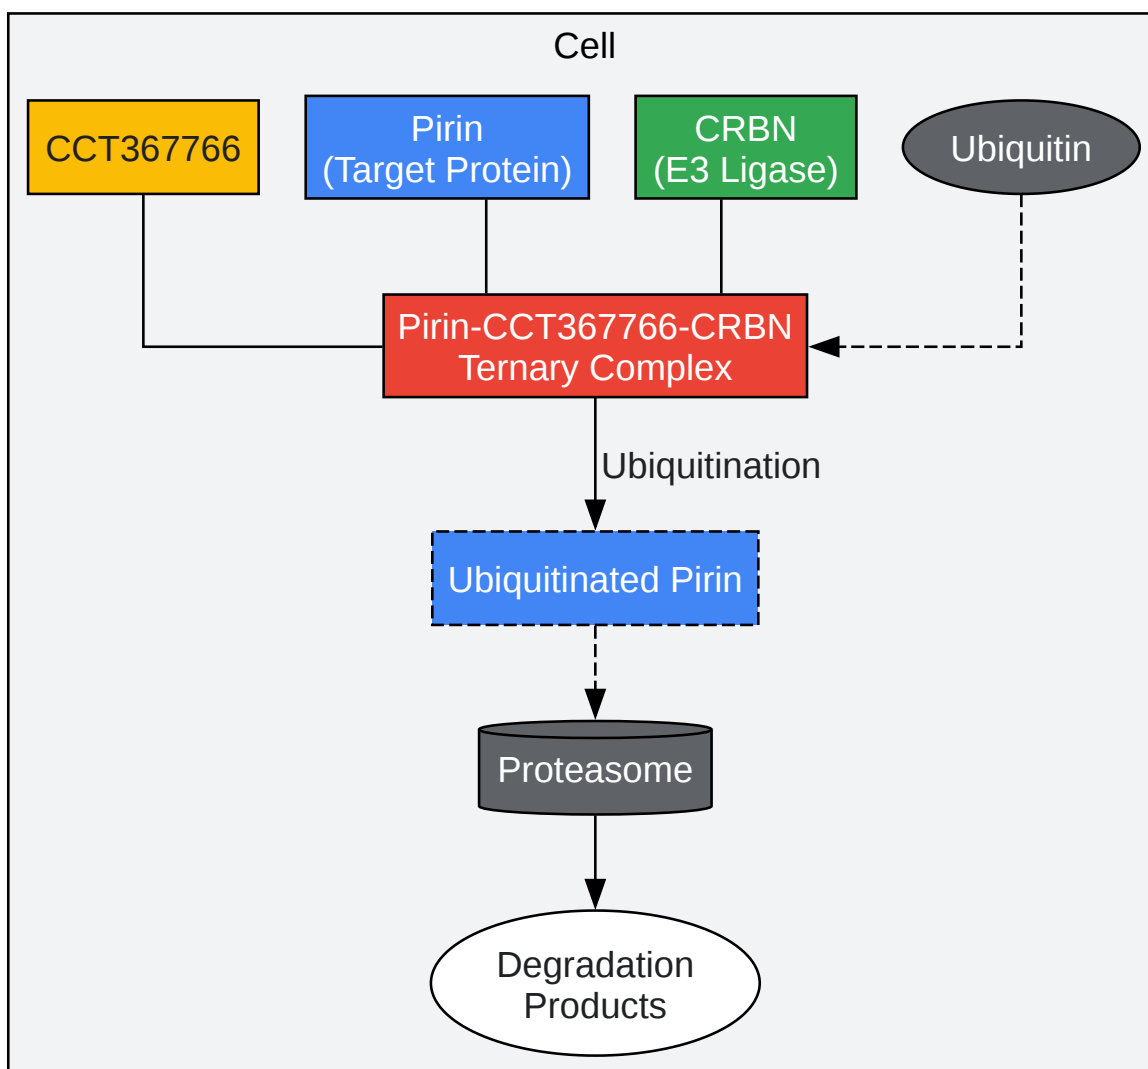 Cell
CCT367766
Pirin
(Target Protein)
CRBN
(E3 Ligase)
Ubiquitin
Pirin-CCT367766-CRBN
Ternary Complex
Ubiquitination
Ubiquitinated Pirin
Proteasome
Degradation
Products